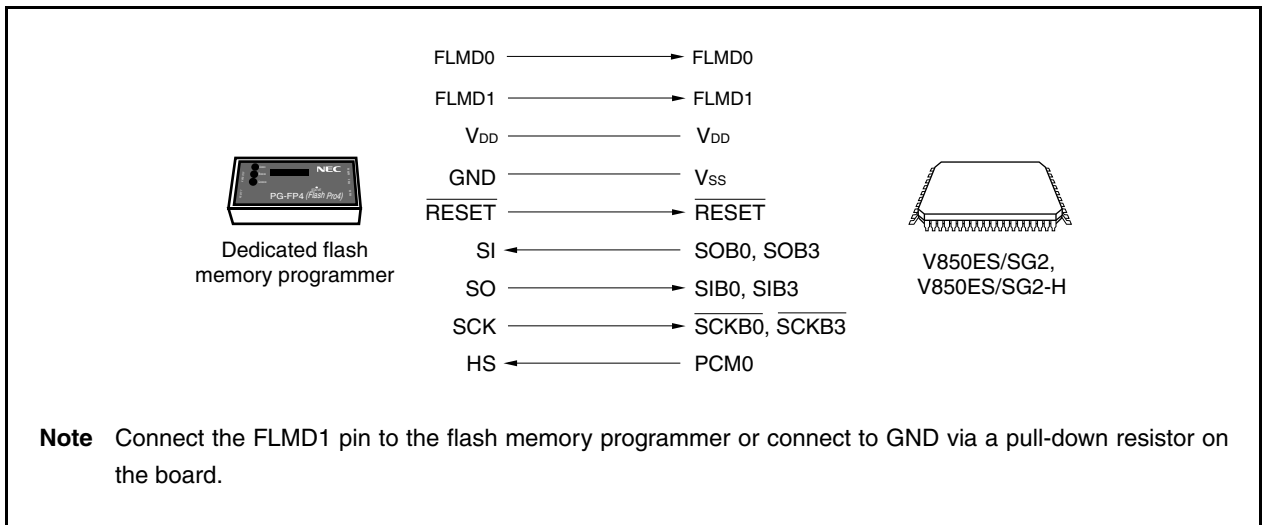 FLMD0 FLMD0
FLMD1 FLMD1
VDD VDD
GND VSS
RESET RESET
SI SOB0, SOB3
SO SIB0, SIB3
SCK SCKB0, SCKB3
HS PCM0
NEC
PG-FP4 (Flash Pro4)
Dedicated flash
memory programmer
V850ES/SG2,
V850ES/SG2-H
Note Connect the FLMD1 pin to the flash memory programmer or connect to GND via a pull-down resistor on
the board.